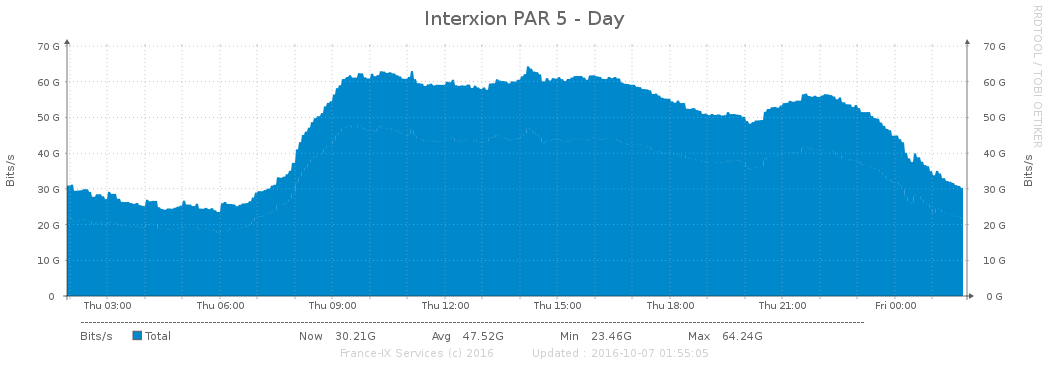 Interxion PAR 5 - Day
RRDTOOL / TOBI OETIKER
Bits/s
70 G 70 G
60 G 60 G
50 G 50 G
40 G 40 G
30 G 30 G
20 G 20 G
10 G 10 G
0 0 G
Bits/s
Thu 03:00 Thu 06:00 Thu 09:00 Thu 12:00 Thu 15:00 Thu 18:00 Thu 21:00 Fri 00:00
Bits/s Total Now 30.21G Avg 47.52G Min 23.46G Max 64.24G
France-IX Services (c) 2016 Updated : 2016-10-07 01:55:05